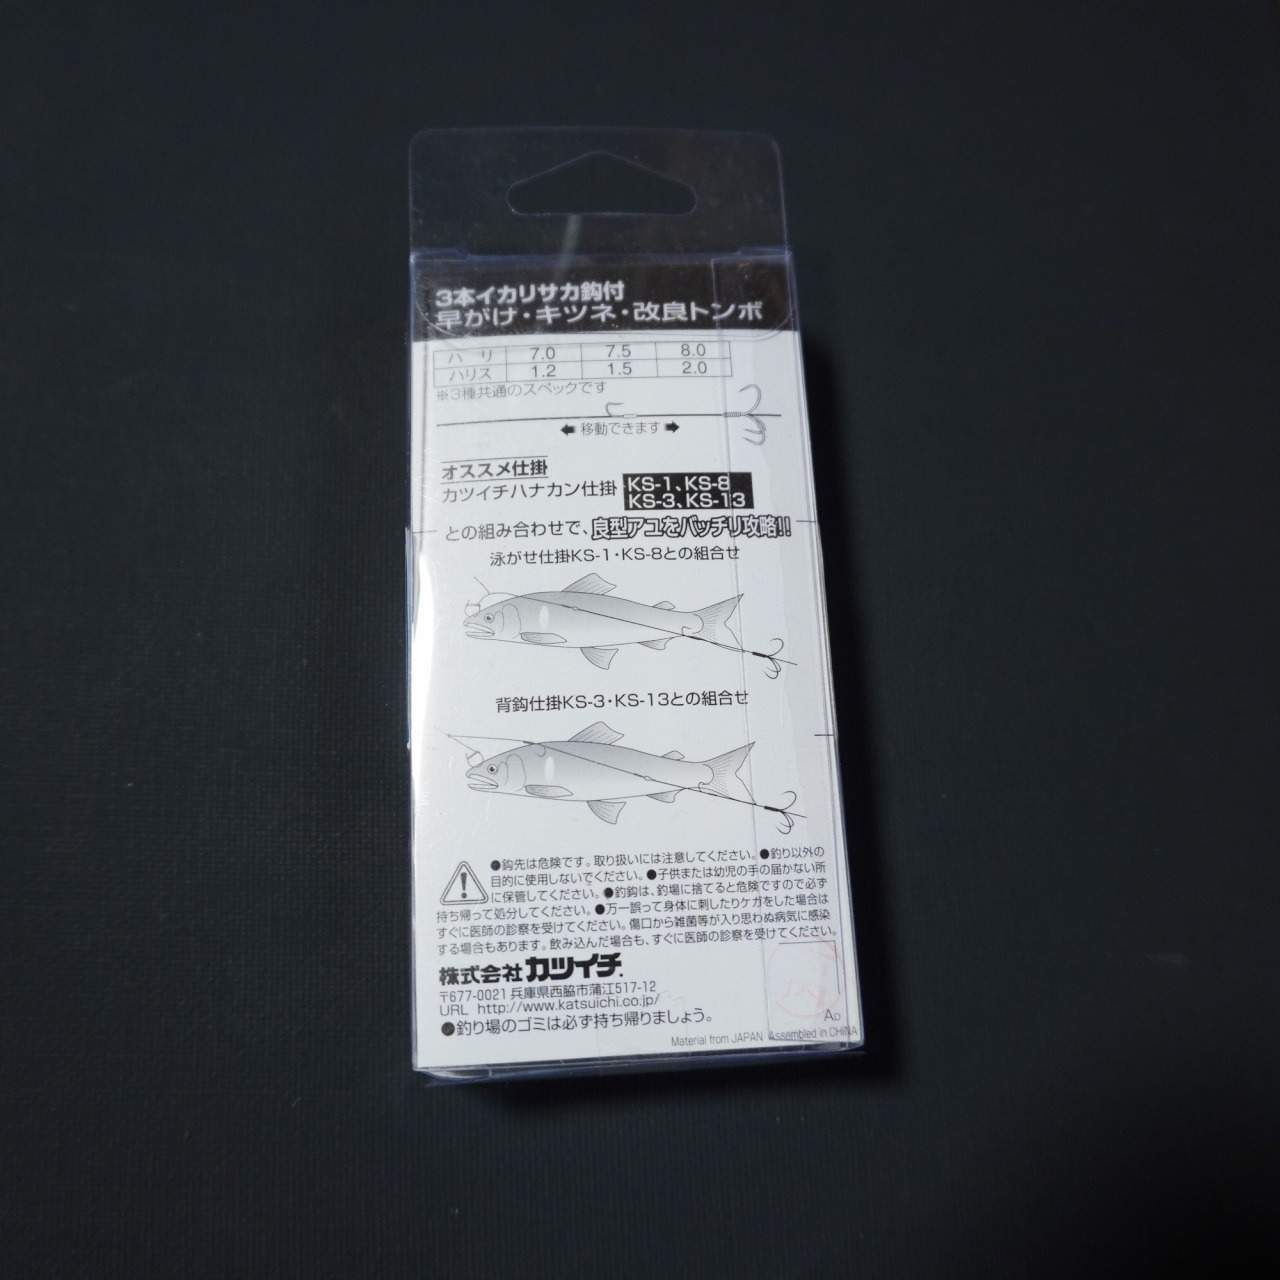 3本イカリサカ鈎付
早がけ・キツネ・改良トンボ
ハリ 7.0 7.5 8.0
ハリス 1.2 1.5 2.0
※3種共通のスペックです
移動できます
オススメ仕掛
カツイチハナカン仕掛 KS-1、KS-8
KS-3、KS-13
との組み合わせで、良型アユをバッチリ攻略!!
泳がせ仕掛KS-1・KS-8との組合せ
背鈎仕掛KS-3・KS-13との組合せ
●鈎先は危険です。取り扱いには注意してください。●釣り以外の
目的に使用しないでください。●子供または幼児の手の届かない所
に保管してください。●釣鈎は、釣場に捨てると危険ですので必ず
持ち帰って処分してください。●万一誤って身体に刺したりケガをした場合は
すぐに医師の診察を受けてください。傷口から雑菌等が入り思わぬ病気に感染
する場合もあります。飲み込んだ場合も、すぐに医師の診察を受けてください。
株式会社カツイチ
〒677-0021 兵庫県西脇市蒲江517-12
URL http://www.katsuichi.co.jp/
●釣り場のゴミは必ず持ち帰りましょう。
AD
Material from JAPAN Assembled in CHINA